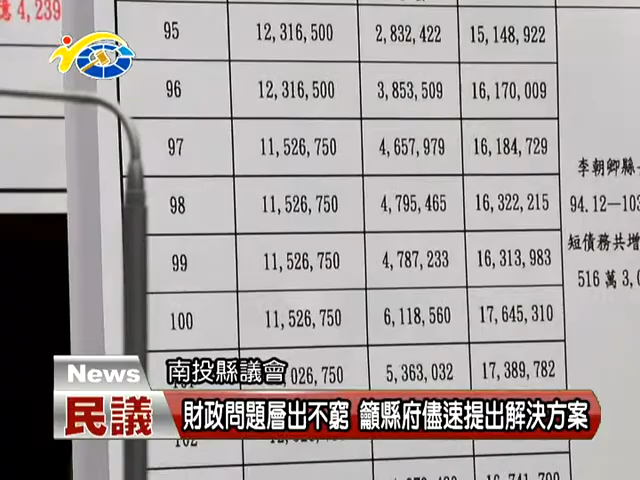 億 4,239
95 12,316,500 2,832,422 15,148,922
96 12,316,500 3,853,509 16,170,009
97 11,526,750 4,657,979 16,184,729
98 11,526,750 4,795,465 16,322,215
99 11,526,750 4,787,233 16,313,983
100 11,526,750 6,118,560 17,645,310
101 026,750 5,363,032 17,389,782
102
李朝卿縣
94.12—103
短債務共增
516 萬 3,0
News
南投縣議會
民議
財政問題層出不窮 籲縣府儘速提出解決方案